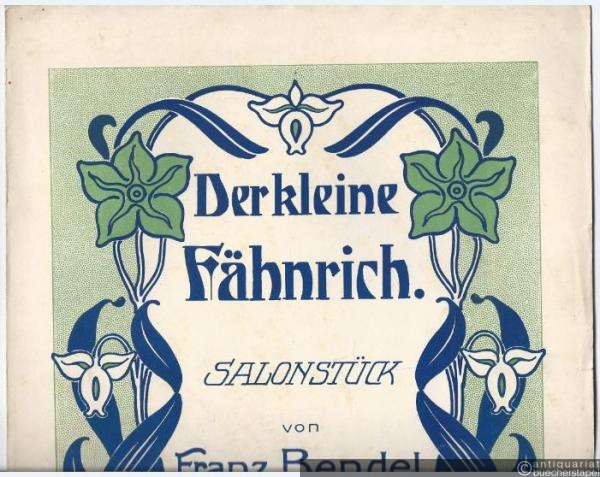 Der kleine
Fähnrich.
SALONSTÜCK
von
Franz Bendel
© antiquariat
buecherstapel